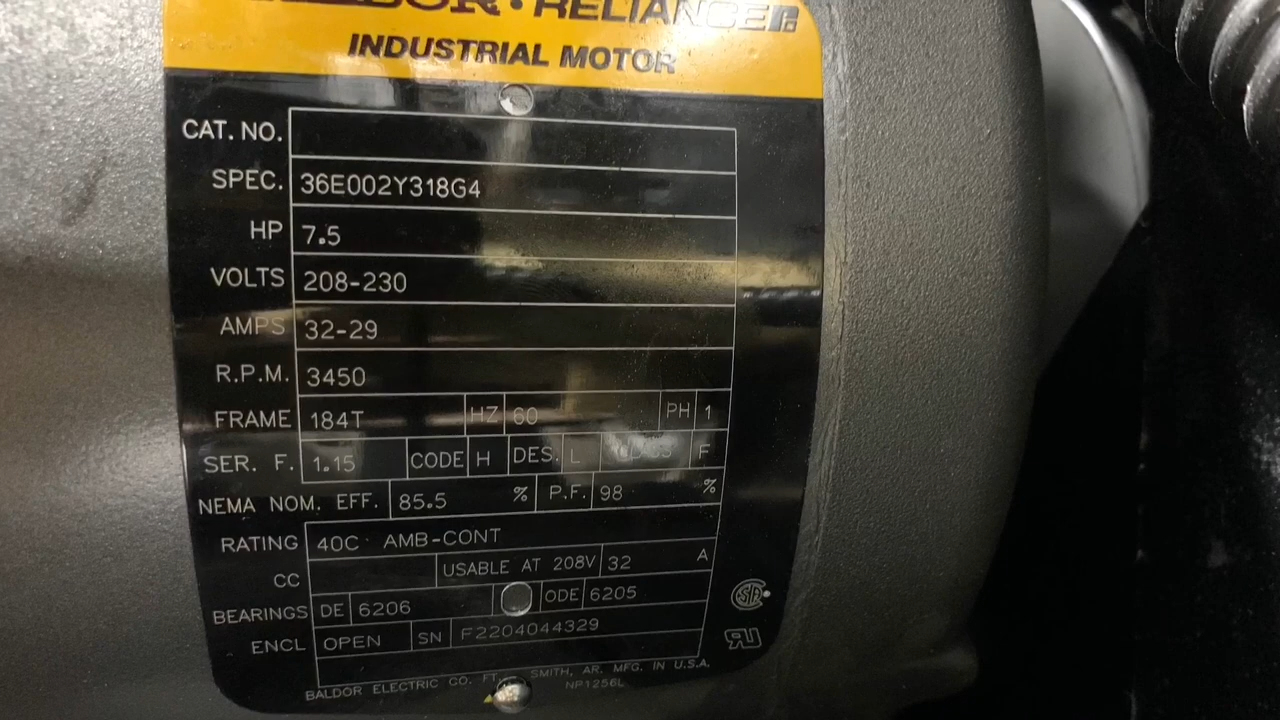 BALDOR · RELIANCE
INDUSTRIAL MOTOR
CAT. NO.
SPEC. 36E002Y318G4
HP 7.5
VOLTS 208-230
AMPS 32-29
R.P.M. 3450
FRAME 184T HZ 60 PH 1
SER. F. 1.15 CODE H DES. L CLASS F
NEMA NOM. EFF. 85.5 % P.F. 98 %
RATING 40C AMB-CONT
CC USABLE AT 208V 32 A
BEARINGS DE 6206 ODE 6205
ENCL OPEN SN F2204044329
BALDOR ELECTRIC CO. FT. SMITH, AR. MFG. IN U.S.A.
NP1256L